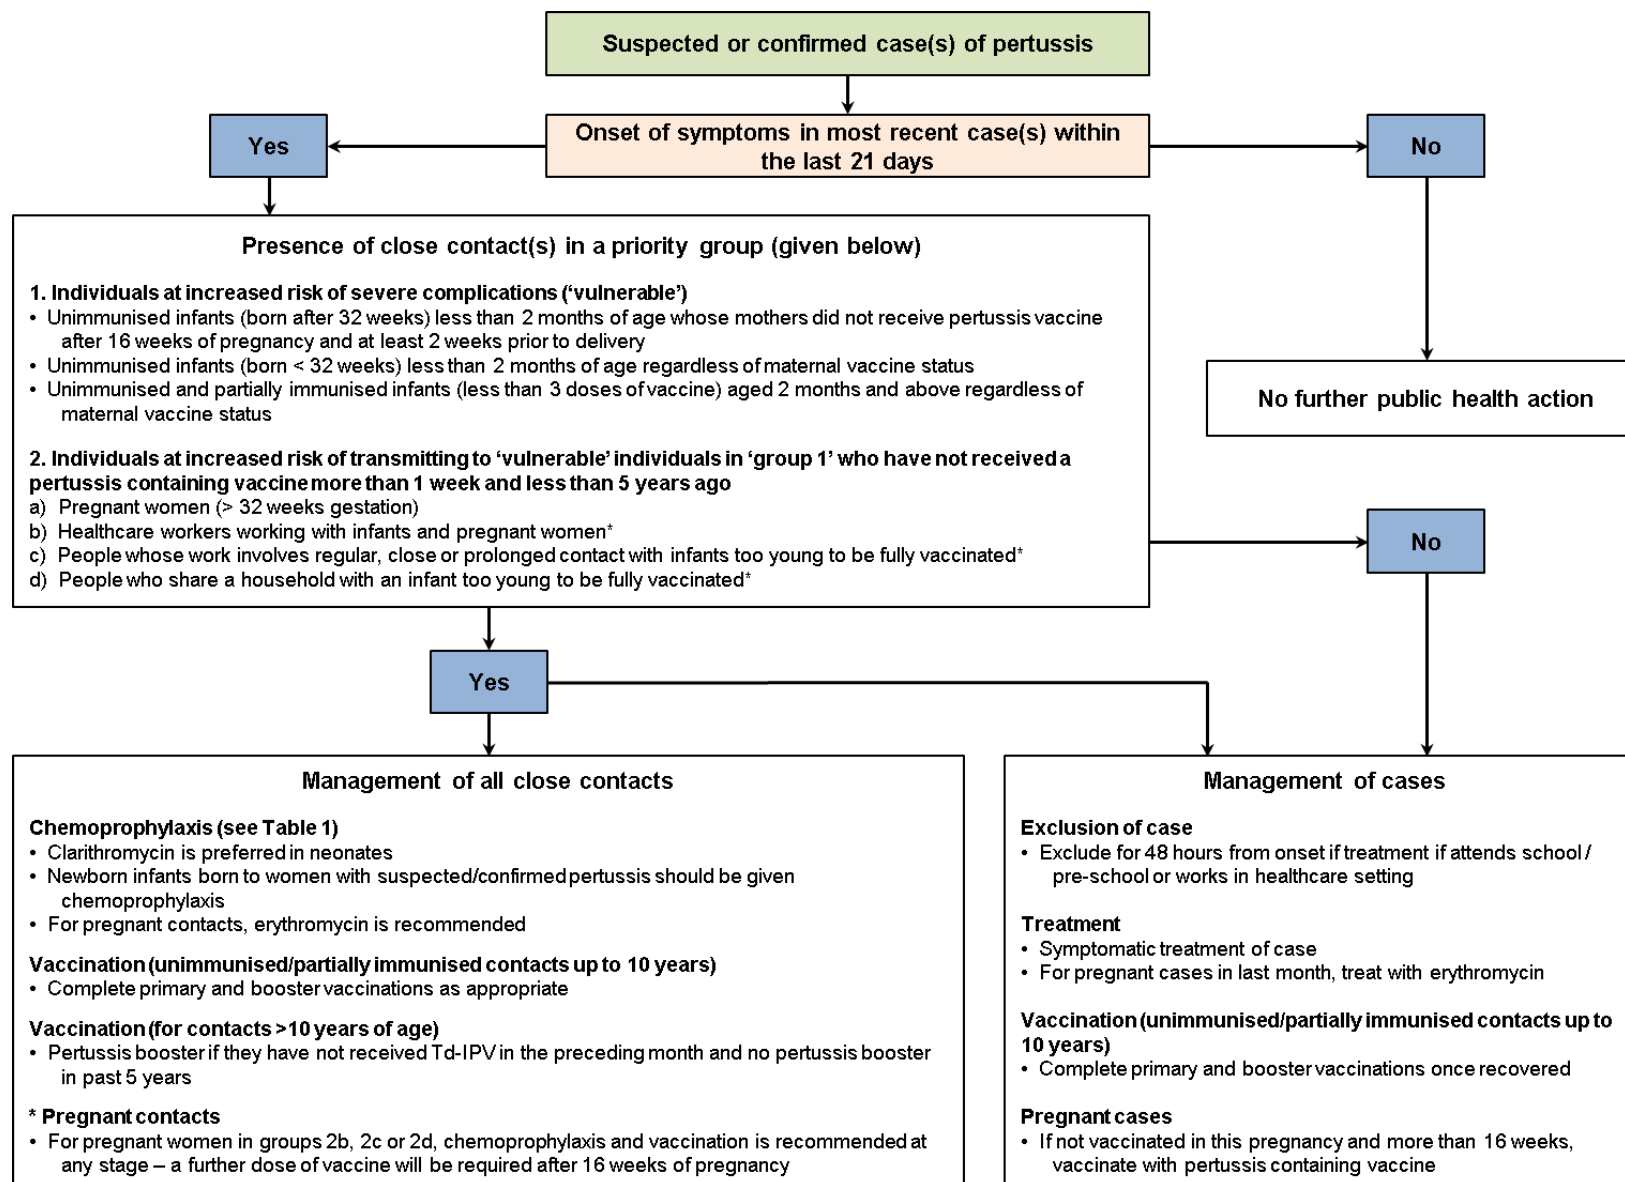 Suspected or confirmed case(s) of pertussis
Yes
Onset of symptoms in most recent case(s) within
the last 21 days
No
Presence of close contact(s) in a priority group (given below)
1. Individuals at increased risk of severe complications (‘vulnerable’)
• Unimmunised infants (born after 32 weeks) less than 2 months of age whose mothers did not receive pertussis vaccine
after 16 weeks of pregnancy and at least 2 weeks prior to delivery
• Unimmunised infants (born < 32 weeks) less than 2 months of age regardless of maternal vaccine status
• Unimmunised and partially immunised infants (less than 3 doses of vaccine) aged 2 months and above regardless of
maternal vaccine status
2. Individuals at increased risk of transmitting to ‘vulnerable’ individuals in ‘group 1’ who have not received a
pertussis containing vaccine more than 1 week and less than 5 years ago
a) Pregnant women (> 32 weeks gestation)
b) Healthcare workers working with infants and pregnant women*
c) People whose work involves regular, close or prolonged contact with infants too young to be fully vaccinated*
d) People who share a household with an infant too young to be fully vaccinated*
No further public health action
No
Yes
Management of all close contacts
Chemoprophylaxis (see Table 1)
• Clarithromycin is preferred in neonates
• Newborn infants born to women with suspected/confirmed pertussis should be given
chemoprophylaxis
• For pregnant contacts, erythromycin is recommended
Vaccination (unimmunised/partially immunised contacts up to 10 years)
• Complete primary and booster vaccinations as appropriate
Vaccination (for contacts >10 years of age)
• Pertussis booster if they have not received Td-IPV in the preceding month and no pertussis booster
in past 5 years
* Pregnant contacts
• For pregnant women in groups 2b, 2c or 2d, chemoprophylaxis and vaccination is recommended at
any stage – a further dose of vaccine will be required after 16 weeks of pregnancy
Management of cases
Exclusion of case
• Exclude for 48 hours from onset if treatment if attends school /
pre-school or works in healthcare setting
Treatment
• Symptomatic treatment of case
• For pregnant cases in last month, treat with erythromycin
Vaccination (unimmunised/partially immunised contacts up to
10 years)
• Complete primary and booster vaccinations once recovered
Pregnant cases
• If not vaccinated in this pregnancy and more than 16 weeks,
vaccinate with pertussis containing vaccine